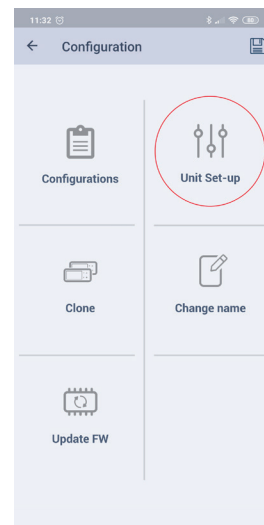 11:32
Configuration
Configurations
Unit Set-up
Clone
Change name
Update FW